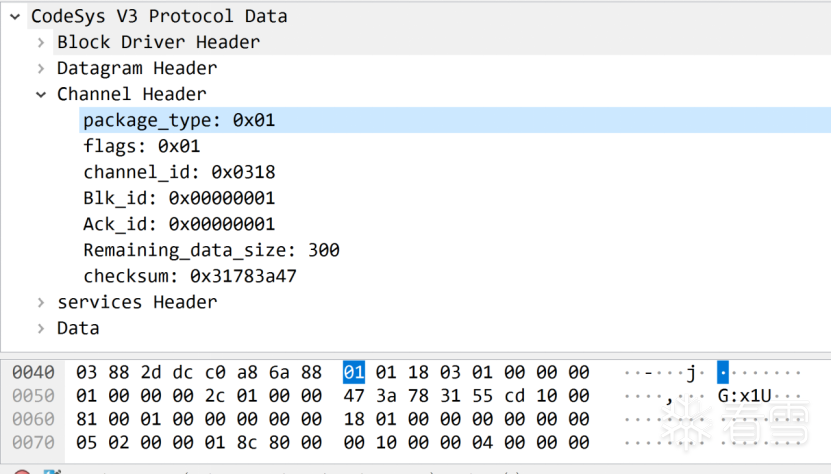 CodeSys V3 Protocol Data
Block Driver Header
Datagram Header
Channel Header
package_type: 0x01
flags: 0x01
channel_id: 0x0318
Blk_id: 0x00000001
Ack_id: 0x00000001
Remaining_data_size: 300
checksum: 0x31783a47
services Header
Data
0040 03 88 2d dc c0 a8 6a 88 01 01 18 03 01 00 00 00 ··-···j· ········
0050 01 00 00 00 2c 01 00 00 47 3a 78 31 55 cd 10 00 ····,··· G:x1U···
0060 81 00 01 00 00 00 00 00 18 01 00 00 00 00 00 00 ········ ········
0070 05 02 00 00 01 8c 80 00 00 10 00 00 04 00 00 00 ········ ········
看雪